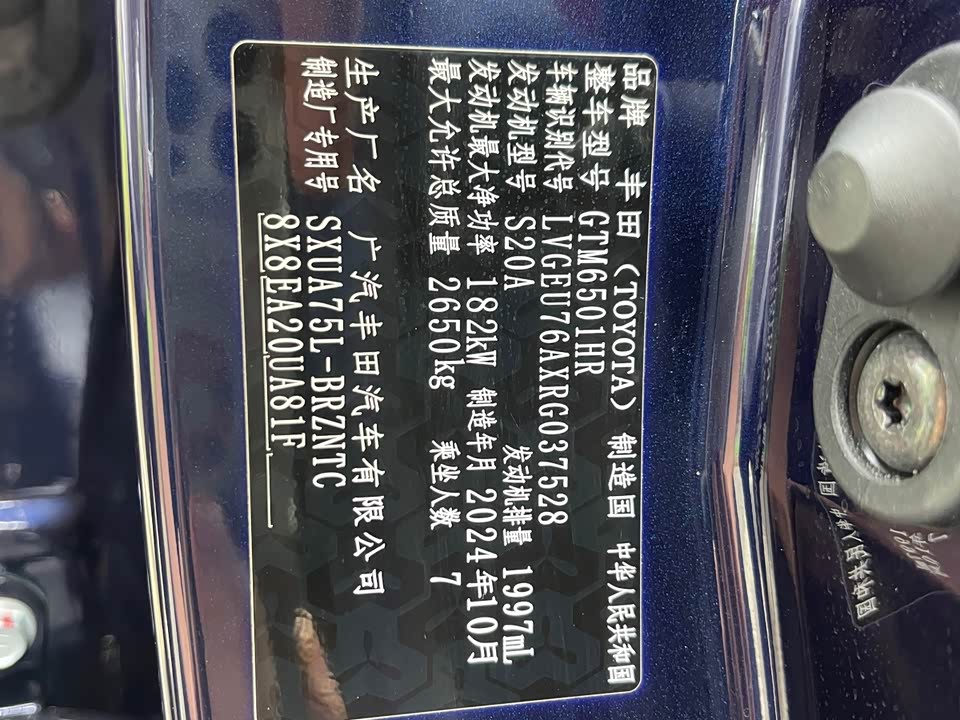 品牌 丰田（TOYOTA） 制造国 中华人民共和国
整车型号 GTM6501HR
车辆识别代号 LVGEU76AXRG037528
发动机型号 S20A 发动机排量 1997mL
发动机最大净功率 182kW 制造年月 2024年10月
最大允许总质量 2650kg 乘坐人数 7
生产厂名 广汽丰田汽车有限公司
制造厂专用号 SXUA75L-BRZNTC
8X8EA20UA81F